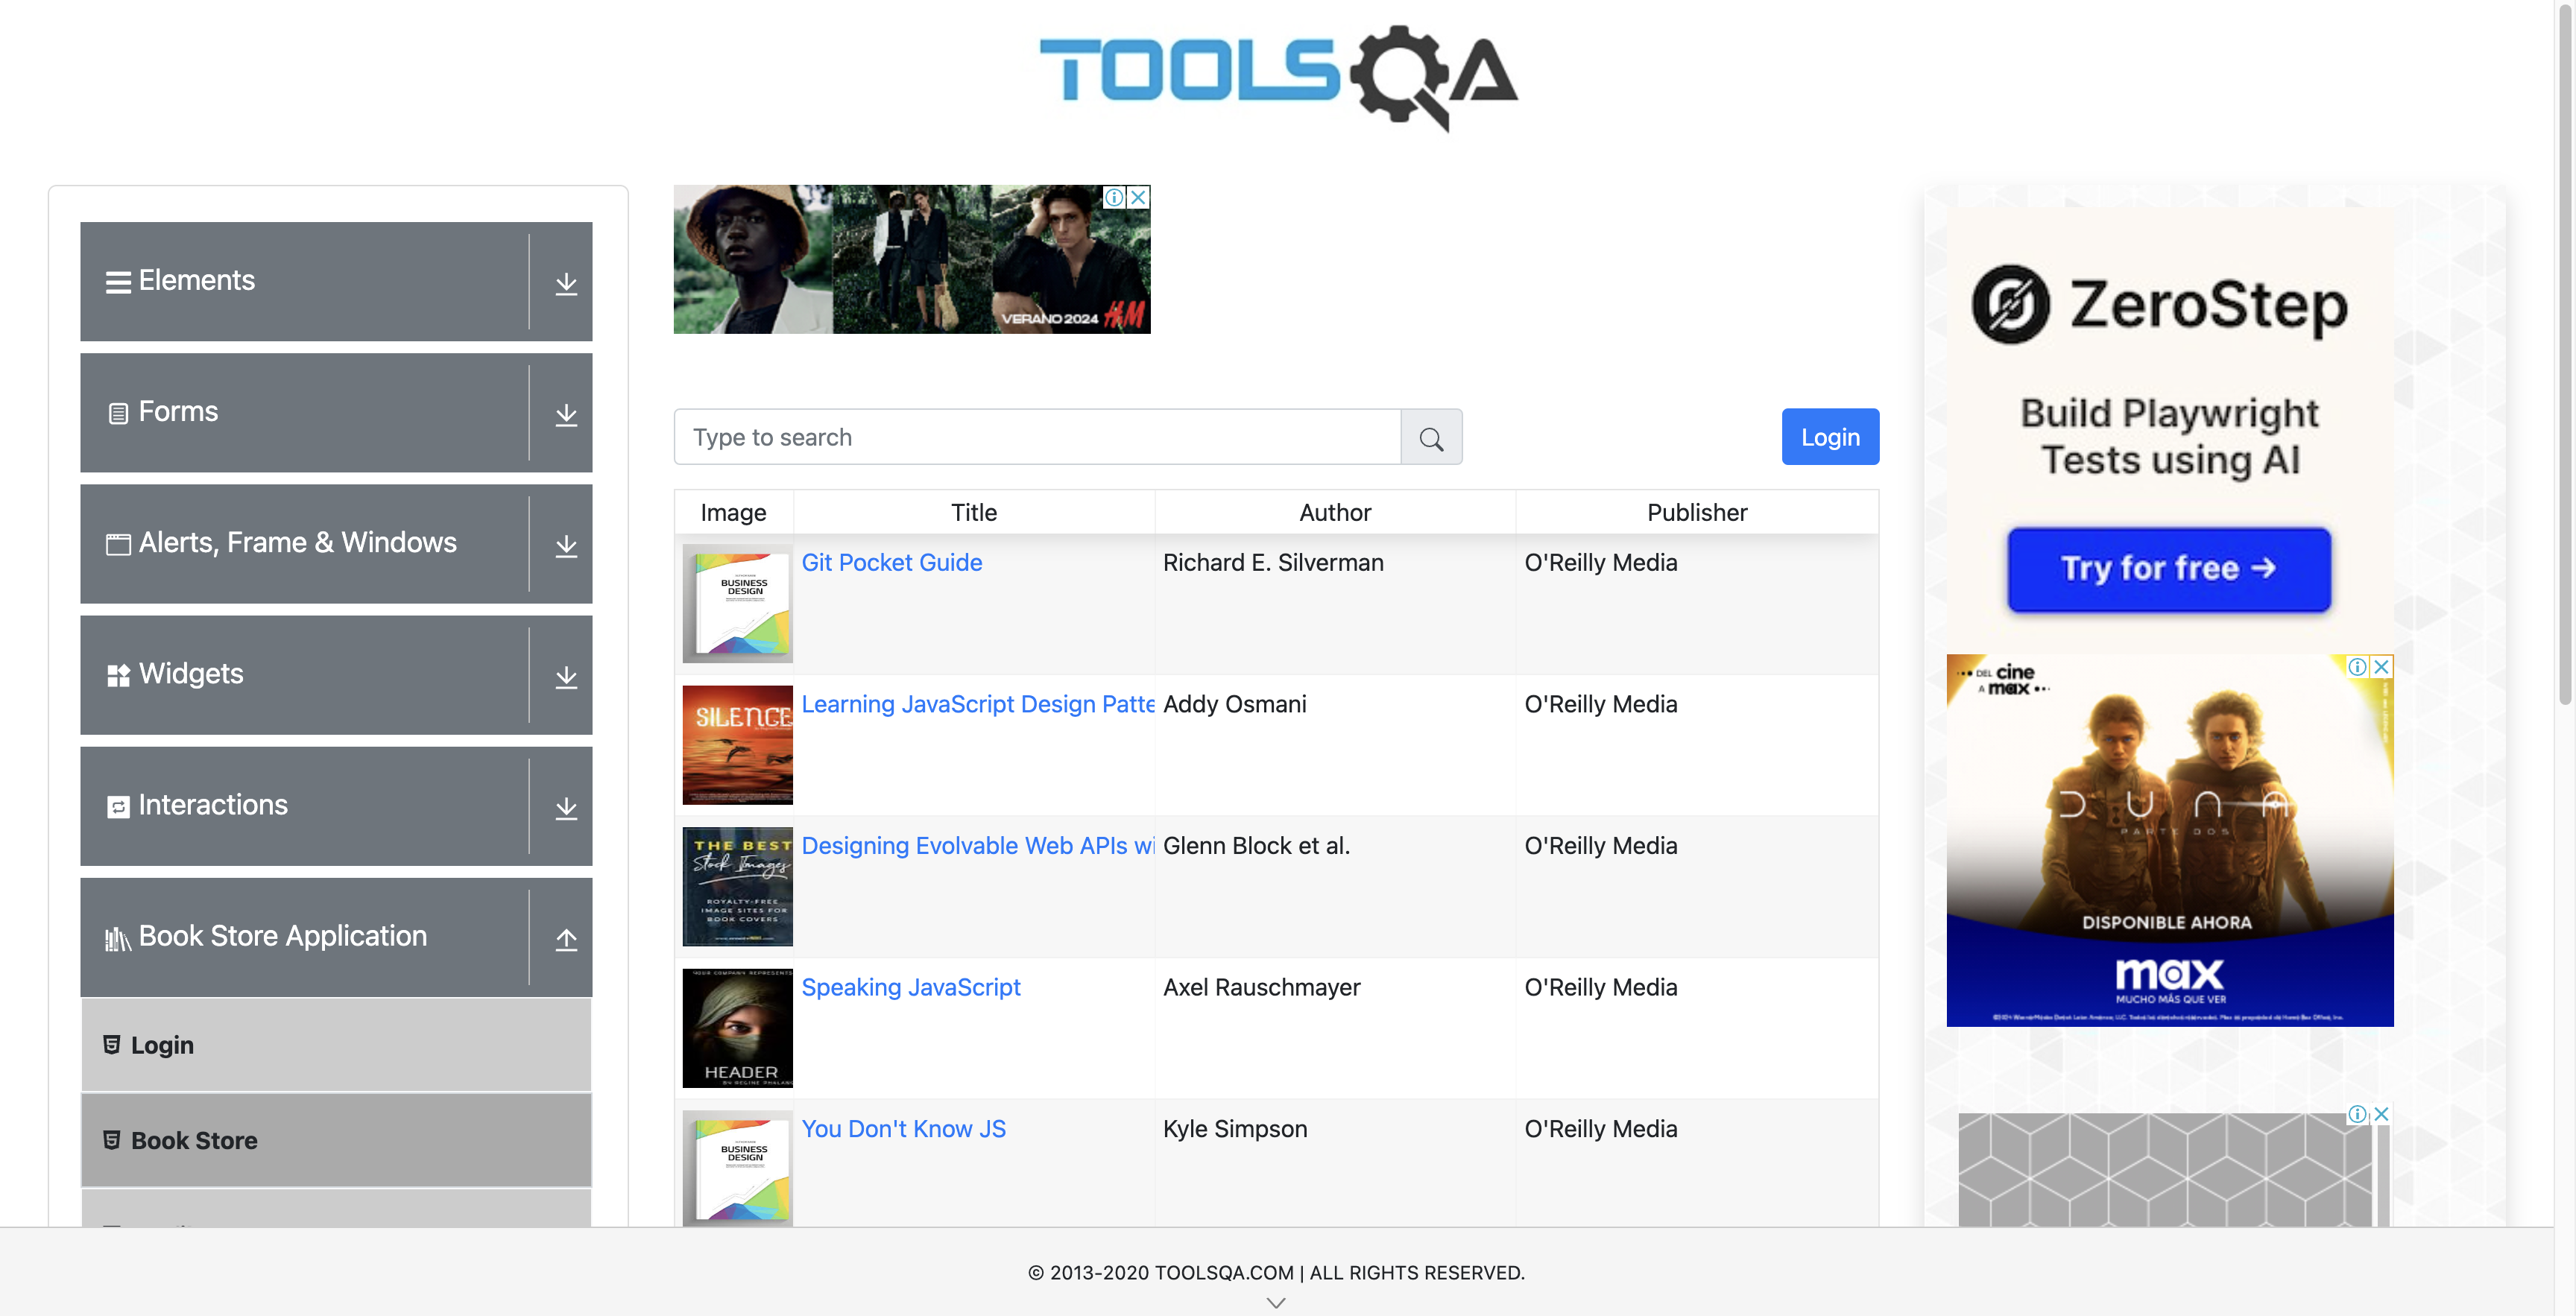 TOOLSQA
Elements
Forms
Alerts, Frame & Windows
Widgets
Interactions
Book Store Application
Login
Book Store
VERANO 2024 H&M
Type to search
Login
Image Title Author Publisher
BUSINESS
DESIGN
Git Pocket Guide Richard E. Silverman O'Reilly Media
SILENCE
Learning JavaScript Design Patte Addy Osmani O'Reilly Media
THE BEST
Stock Images
ROYALTY-FREE
IMAGE SITES FOR
BOOK COVERS
Designing Evolvable Web APIs wi Glenn Block et al. O'Reilly Media
YOUR COMPANY REPRESENTS
HEADER
Speaking JavaScript Axel Rauschmayer O'Reilly Media
BUSINESS
DESIGN
You Don't Know JS Kyle Simpson O'Reilly Media
ZeroStep
Build Playwright
Tests using AI
Try for free →
DEL cine
A max
DUNA
PARTE DOS
DISPONIBLE AHORA
max
MUCHO MÁS QUE VER
© 2013-2020 TOOLSQA.COM | ALL RIGHTS RESERVED.